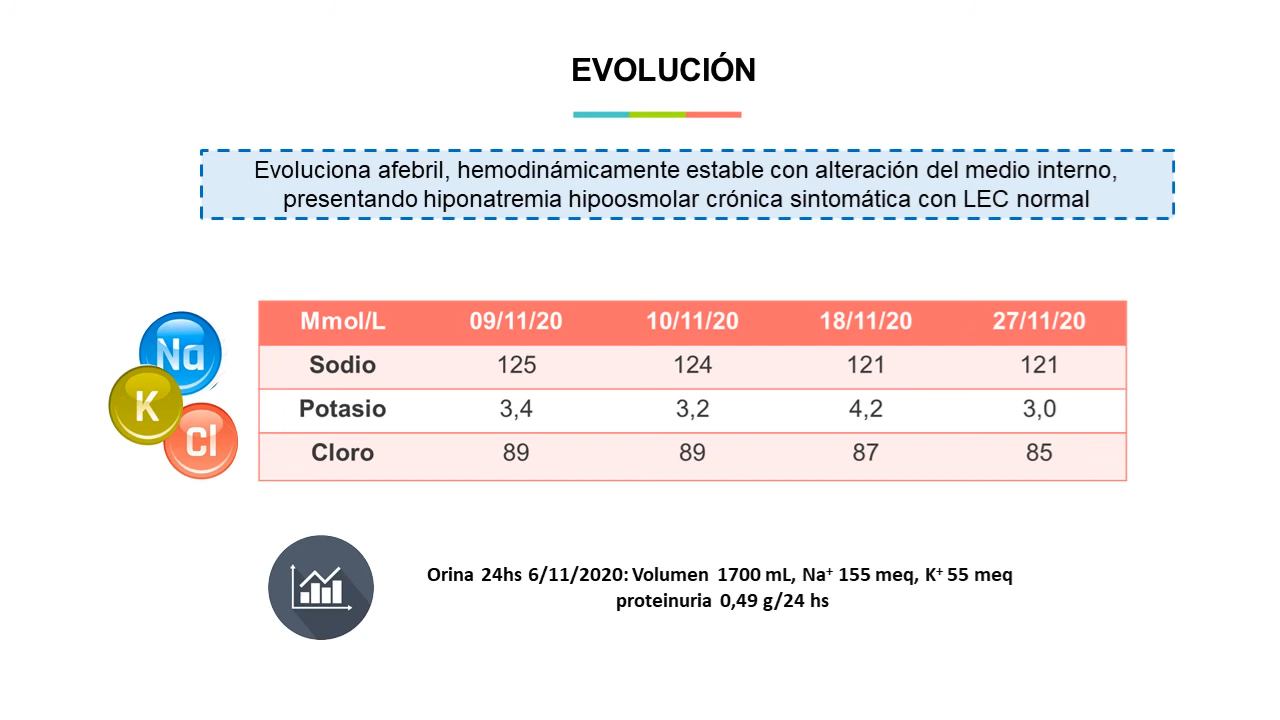 EVOLUCIÓN
Evoluciona afebril, hemodinámicamente estable con alteración del medio interno,
presentando hiponatremia hipoosmolar crónica sintomática con LEC normal
Na
K
Cl
Mmol/L 09/11/20 10/11/20 18/11/20 27/11/20
Sodio 125 124 121 121
Potasio 3,4 3,2 4,2 3,0
Cloro 89 89 87 85
Orina 24hs 6/11/2020: Volumen 1700 mL, Na⁺ 155 meq, K⁺ 55 meq
proteinuria 0,49 g/24 hs